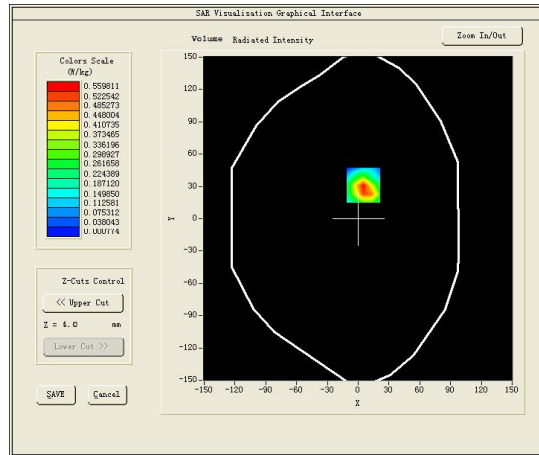 SAR Visualisation Graphical Interface
Volume Radiated Intensity
Zoom In/Out
Colors Scale
(W/kg)
0.559811
0.522542
0.485273
0.448004
0.410735
0.373465
0.336196
0.298927
0.261658
0.224389
0.187120
0.149850
0.112581
0.075312
0.038043
0.000774
150
120
90
60
30
0
-30
-60
-90
-120
-150
Y
-150 -120 -90 -60 -30 0 30 60 90 120 150
X
Z-Cuts Control
<< Upper Cut
Z = 4.0 mm
Lower Cut >>
SAVE Cancel